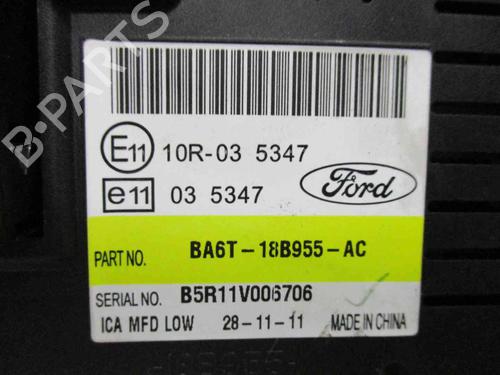 B-PARTS
E11 10R-03 5347
e11 03 5347
Ford
PART NO. BA6T-18B955-AC
SERIAL NO. B5R11V006706
ICA MFD LOW 28-11-11 MADE IN CHINA